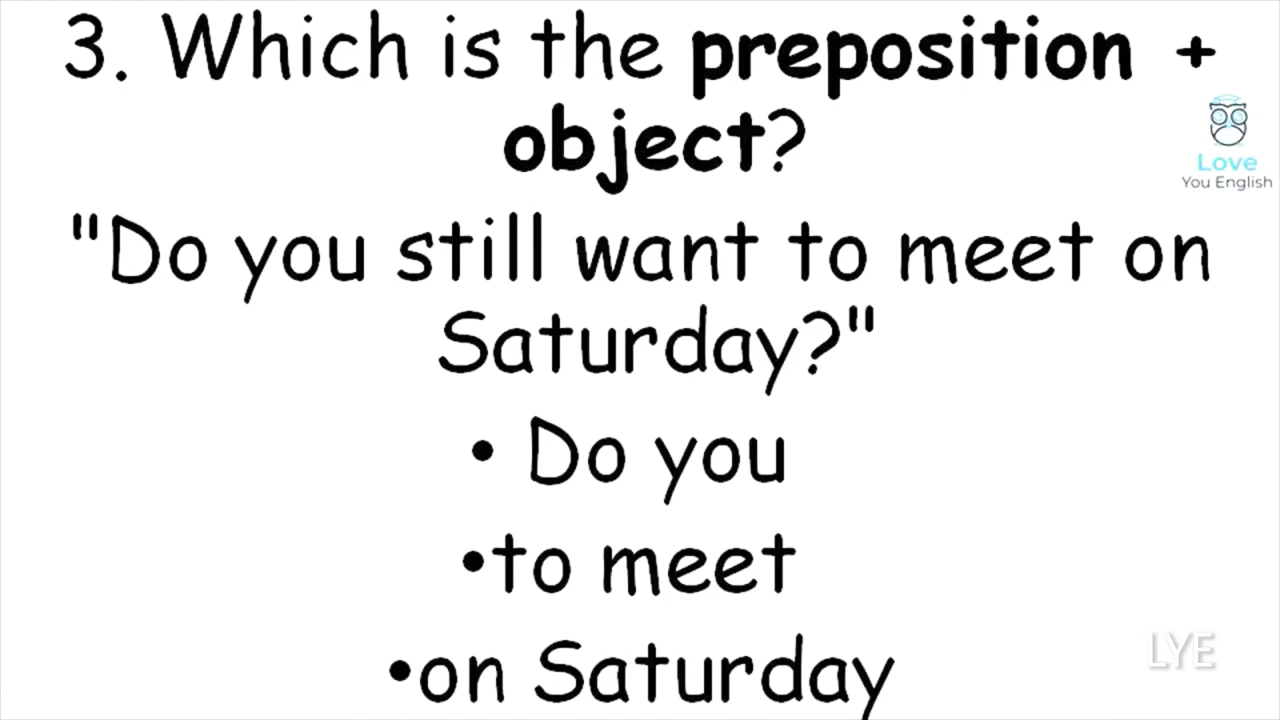 3. Which is the preposition +
object?
Love
You English
"Do you still want to meet on
Saturday?"
• Do you
•to meet
•on Saturday
LYE